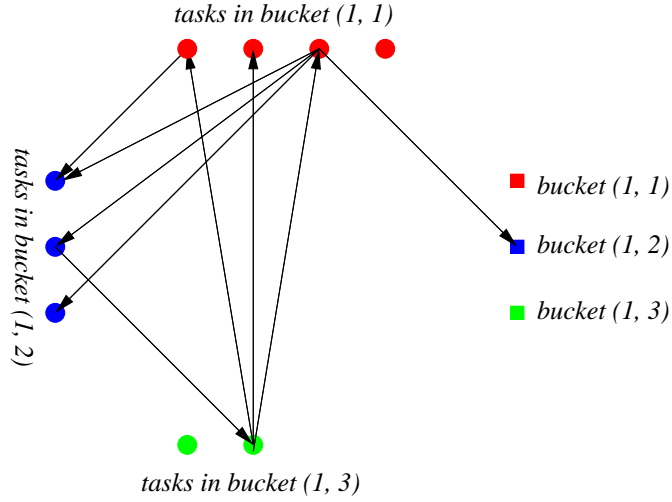 tasks in bucket (1, 1)
tasks in bucket (1, 2)
bucket (1, 1)
bucket (1, 2)
bucket (1, 3)
tasks in bucket (1, 3)